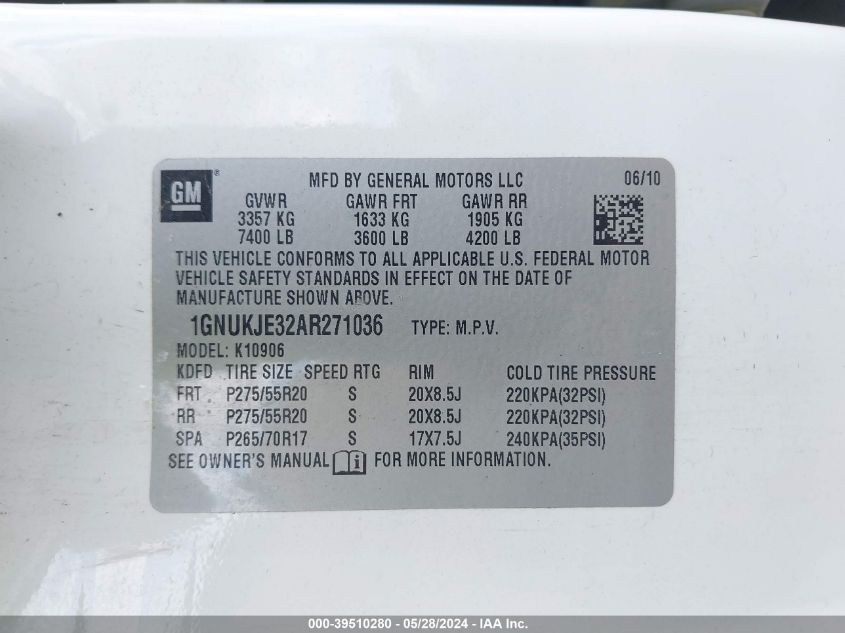 GM ® MFD BY GENERAL MOTORS LLC 06/10
GVWR GAWR FRT GAWR RR
3357 KG 1633 KG 1905 KG
7400 LB 3600 LB 4200 LB
THIS VEHICLE CONFORMS TO ALL APPLICABLE U.S. FEDERAL MOTOR
VEHICLE SAFETY STANDARDS IN EFFECT ON THE DATE OF
MANUFACTURE SHOWN ABOVE.
1GNUKJE32AR271036 TYPE: M.P.V.
MODEL: K10906
KDFD TIRE SIZE SPEED RTG RIM COLD TIRE PRESSURE
FRT P275/55R20 S 20X8.5J 220KPA(32PSI)
RR P275/55R20 S 20X8.5J 220KPA(32PSI)
SPA P265/70R17 S 17X7.5J 240KPA(35PSI)
SEE OWNER'S MANUAL i FOR MORE INFORMATION.
000-39510280 - 05/28/2024 - IAA Inc.